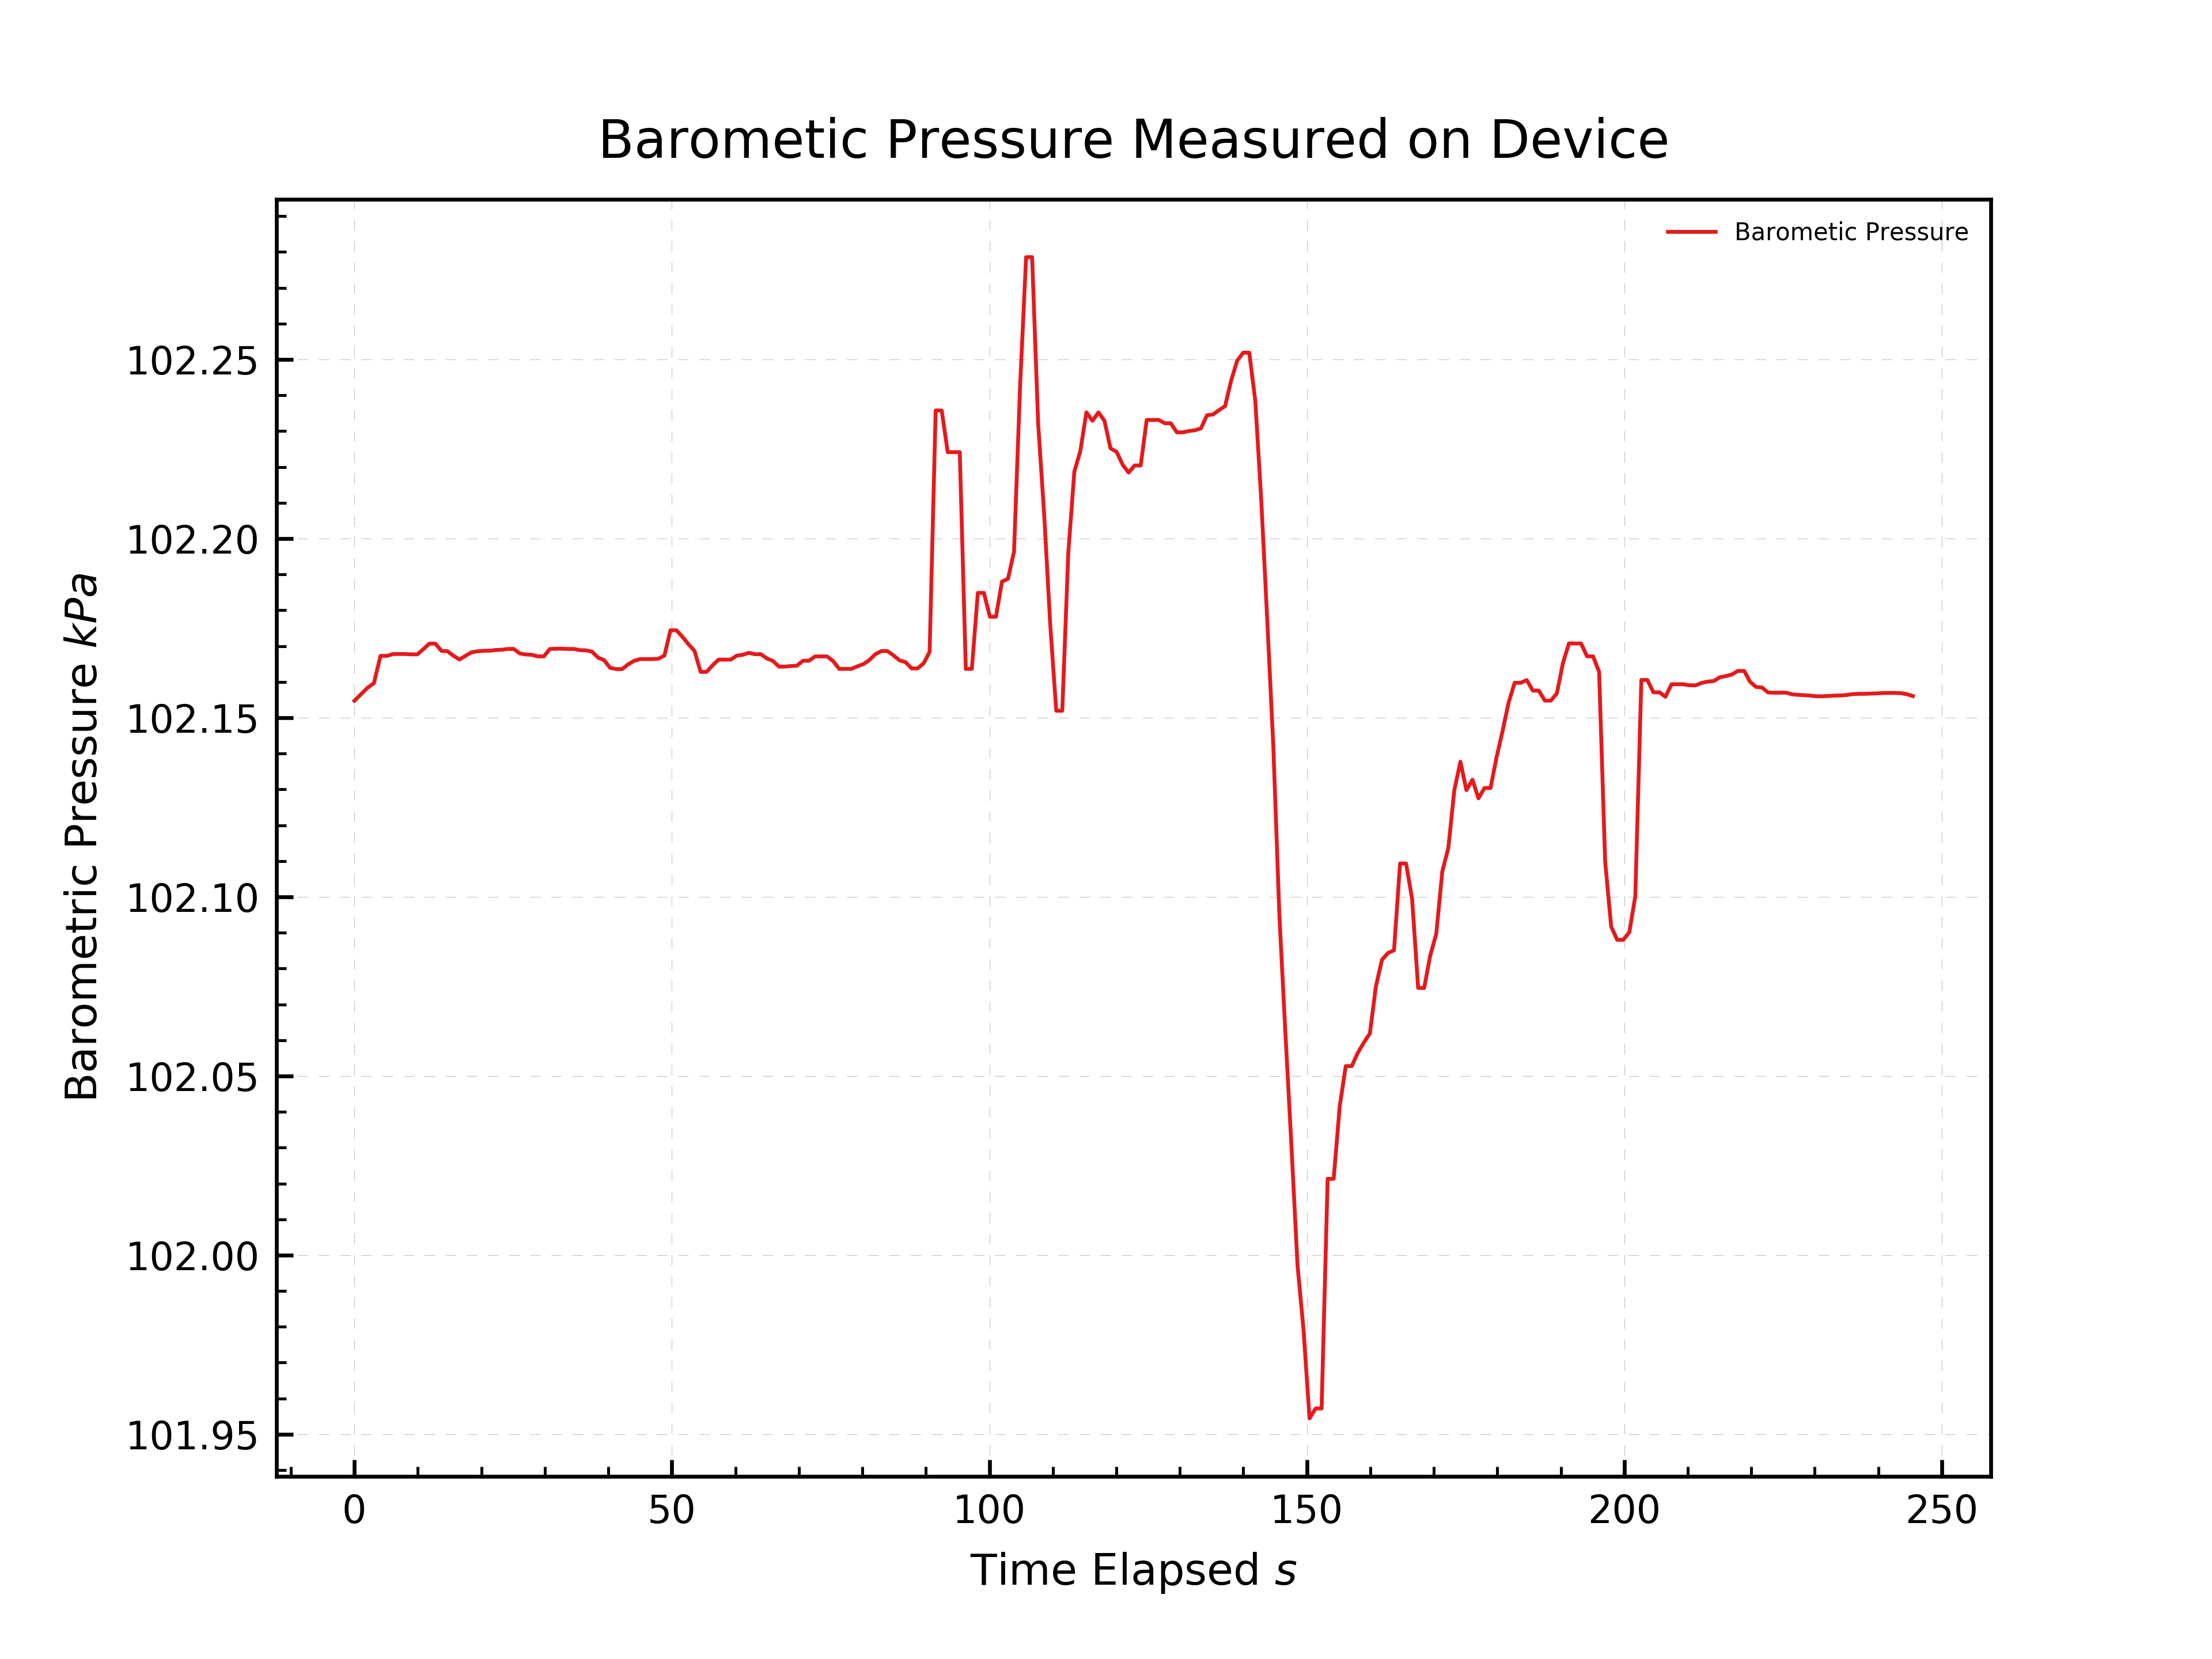 Barometic Pressure Measured on Device
Barometic Pressure
Barometric Pressure kPa
102.25
102.20
102.15
102.10
102.05
102.00
101.95
0 50 100 150 200 250
Time Elapsed s